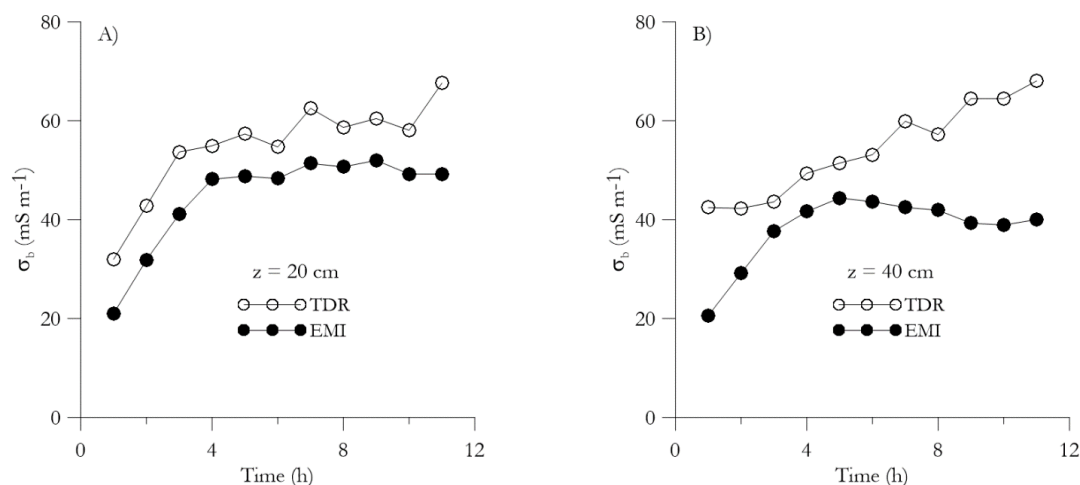 A)
80
60
40
20
0
σb (mS m-1)
z = 20 cm
TDR
EMI
0 4 8 12
Time (h)
B)
80
60
40
20
0
σb (mS m-1)
z = 40 cm
TDR
EMI
0 4 8 12
Time (h)